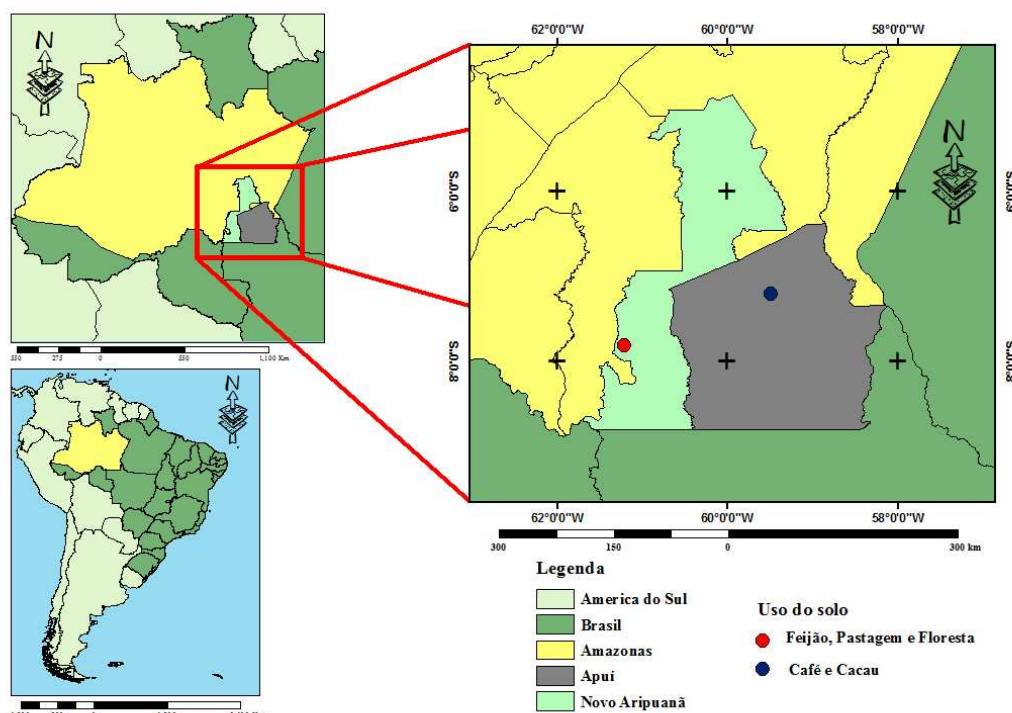 N
550 275 0 550 1,100 Km
N
62°0'0"W 60°0'0"W 58°0'0"W
N
6°0'0"S 6°0'0"S
8°0'0"S 8°0'0"S
62°0'0"W 60°0'0"W 58°0'0"W
300 150 0 300 km
Legenda
America do Sul
Brasil
Amazonas
Apuí
Novo Aripuanã
Uso do solo
Feijão, Pastagem e Floresta
Café e Cacau